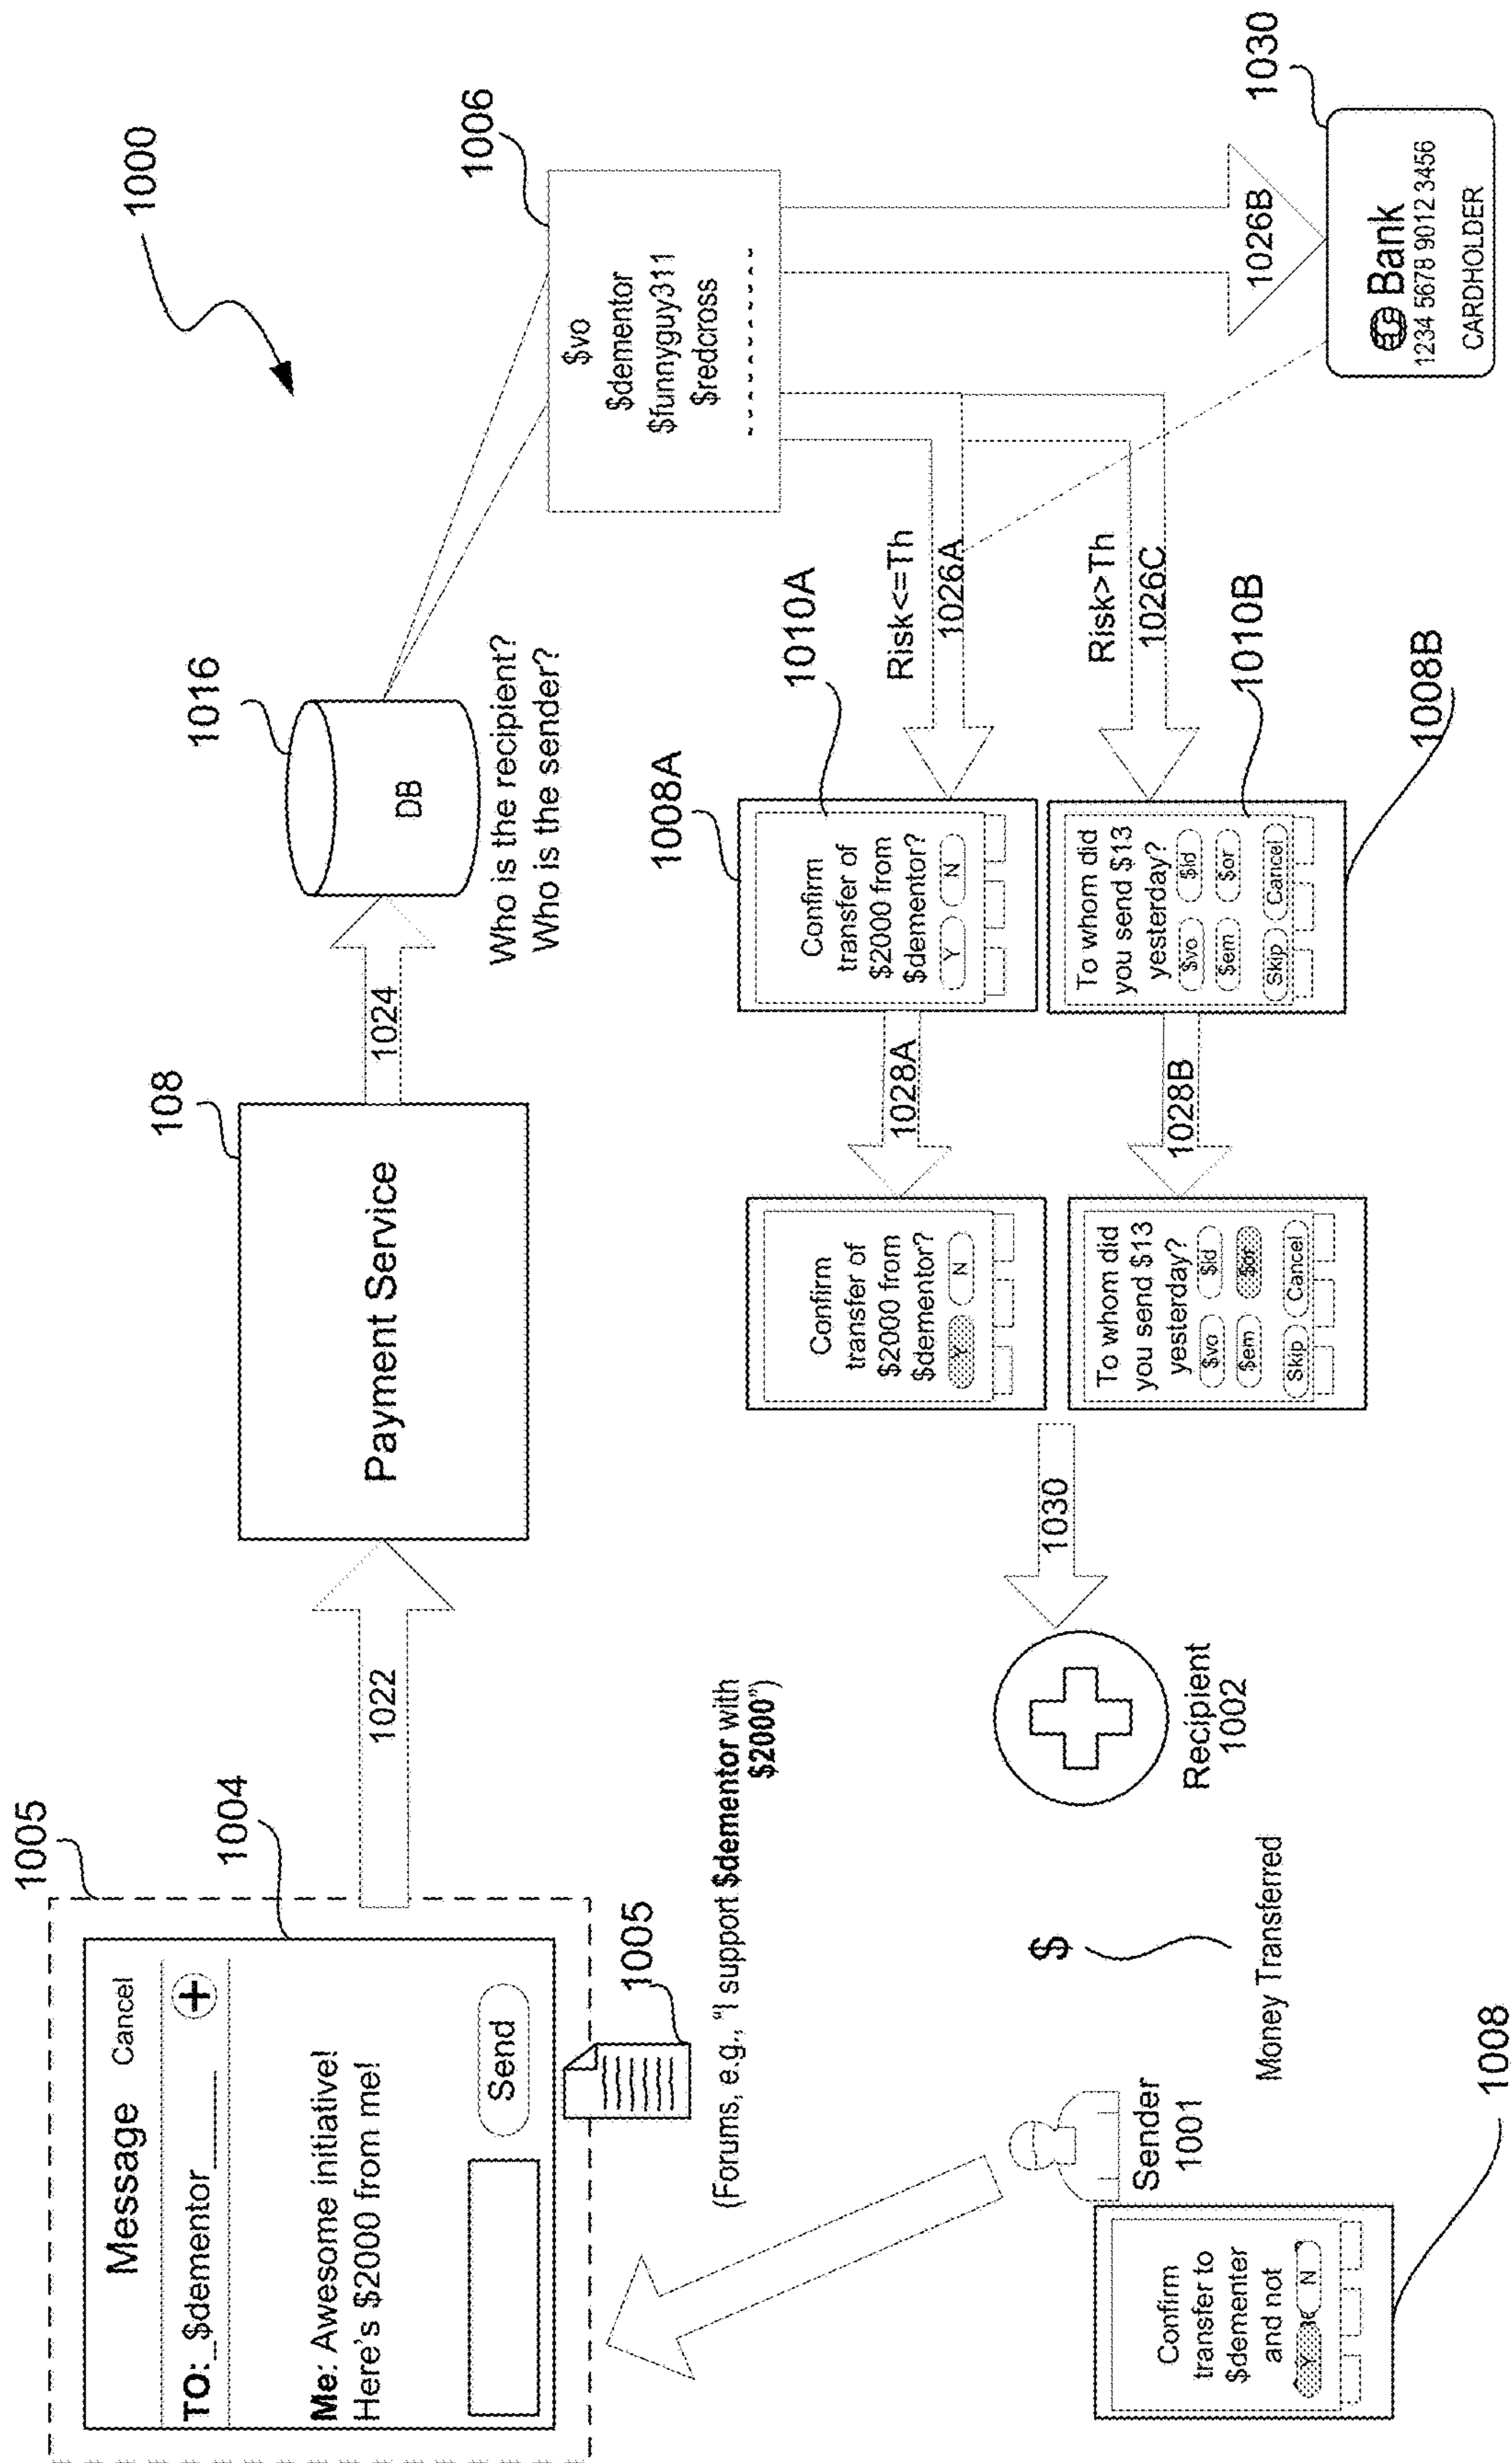 1000
1005
1004
Message Cancel
TO:_$dementor
+
Me: Awesome initiative!
Here's $2000 from me!
Send
1005
(Forums, e.g., "I support $dementor with
$2000")
1022
108
Payment Service
1024
1016
DB
Who is the recipient?
Who is the sender?
1006
$vo
$dementor
$funnyguy311
$redcross
1026B
1030
Bank
1234 5678 9012 3456
CARDHOLDER
Risk<=Th
1026A
Risk>Th
1026C
1008A
1010A
Confirm
transfer of
$2000 from
$dementor?
Y N
1010B
1008B
To whom did
you send $13
yesterday?
$vo $id
$em $or
Skip Cancel
1028A
1028B
Confirm
transfer of
$2000 from
$dementor?
Y N
To whom did
you send $13
yesterday?
$vo $id
$em $or
Skip Cancel
1030
Recipient
1002
$
Money Transferred
Sender
1001
Confirm
transfer to
$dementer
and not
Y N
1008